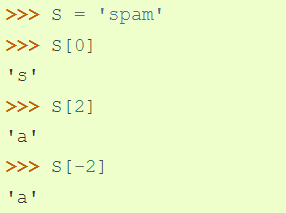 >>> S = 'spam'
>>> S[0]
's'
>>> S[2]
'a'
>>> S[-2]
'a'